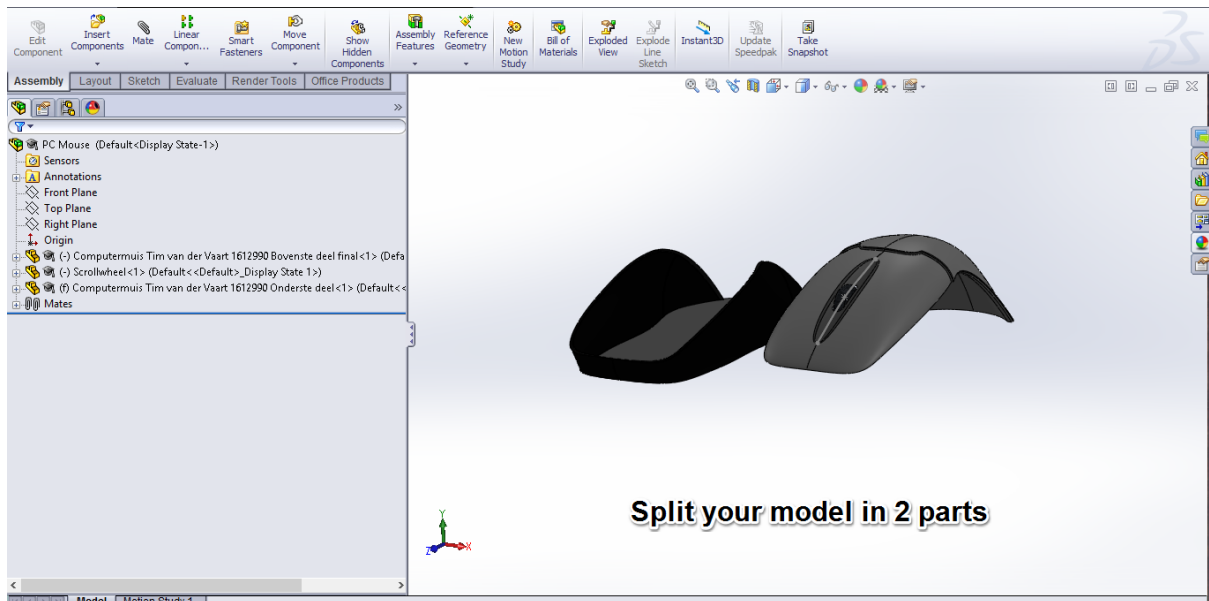 Edit Component
Insert Components
Mate
Linear Compon...
Smart Fasteners
Move Component
Show Hidden Components
Assembly Features
Reference Geometry
New Motion Study
Bill of Materials
Exploded View
Explode Line Sketch
Instant3D
Update Speedpak
Take Snapshot
Assembly Layout Sketch Evaluate Render Tools Office Products
PC Mouse (Default<Display State-1>)
Sensors
A Annotations
Front Plane
Top Plane
Right Plane
Origin
(-) Computermuis Tim van der Vaart 1612990 Bovenste deel final<1> (Defa
(-) Scrollwheel<1> (Default<<Default>_Display State 1>)
(f) Computermuis Tim van der Vaart 1612990 Onderste deel<1> (Default<<
Mates
Split your model in 2 parts
Y
Z X
Model Motion Study 1